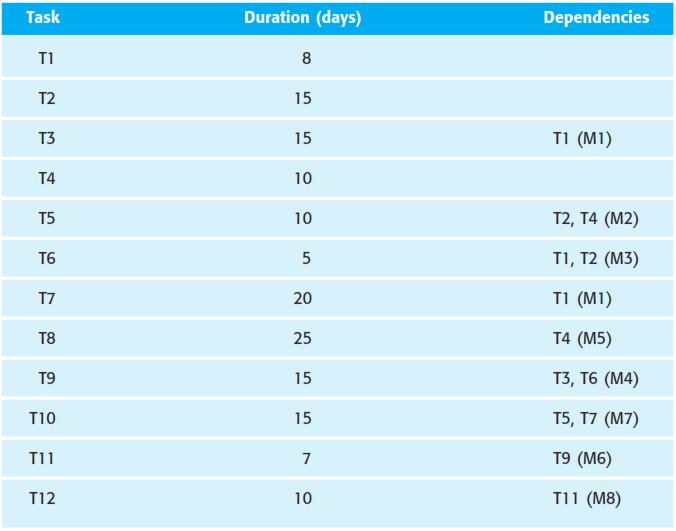 Task Duration (days) Dependencies
T1 8
T2 15
T3 15 T1 (M1)
T4 10
T5 10 T2, T4 (M2)
T6 5 T1, T2 (M3)
T7 20 T1 (M1)
T8 25 T4 (M5)
T9 15 T3, T6 (M4)
T10 15 T5, T7 (M7)
T11 7 T9 (M6)
T12 10 T11 (M8)